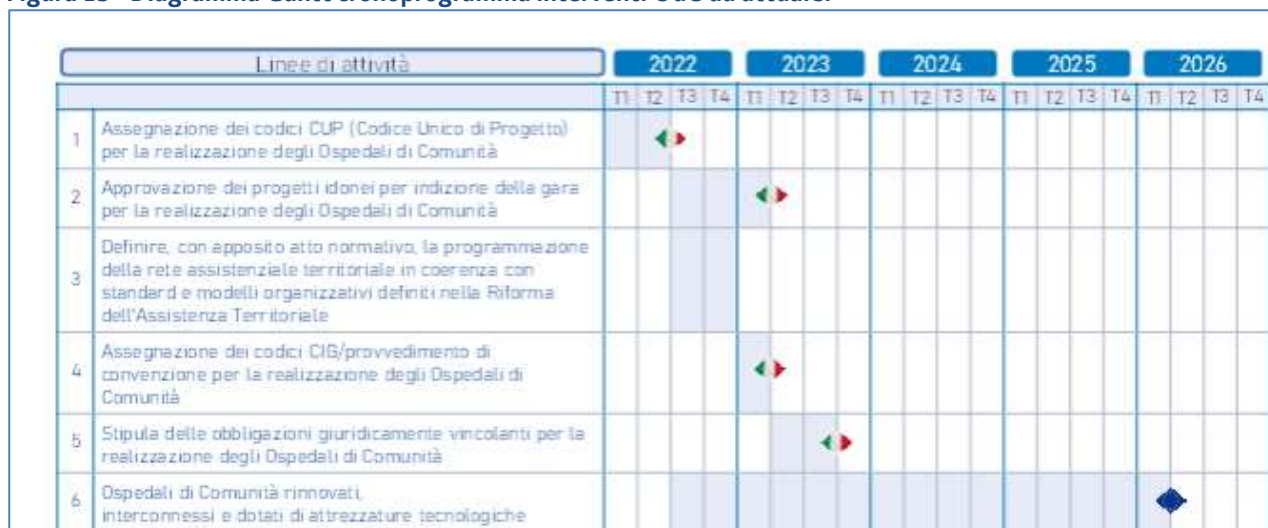 Figura 13 - Diagramma Gantt cronoprogramma interventi OdC da attuare.
Linee di attività
2022 2023 2024 2025 2026
T1 T2 T3 T4 T1 T2 T3 T4 T1 T2 T3 T4 T1 T2 T3 T4 T1 T2 T3 T4
1 Assegnazione dei codici CUP (Codice Unico di Progetto)
per la realizzazione degli Ospedali di Comunità
2 Approvazione dei progetti idonei per indizione della gara
per la realizzazione degli Ospedali di Comunità
3 Definire, con apposito atto normativo, la programmazione
della rete assistenziale territoriale in coerenza con
standard e modelli organizzativi definiti nella Riforma
dell'Assistenza Territoriale
4 Assegnazione dei codici CIG/provvedimento di
convenzione per la realizzazione degli Ospedali di
Comunità
5 Stipula delle obbligazioni giuridicamente vincolanti per la
realizzazione degli Ospedali di Comunità
6 Ospedali di Comunità rinnovati,
interconnessi e dotati di attrezzature tecnologiche